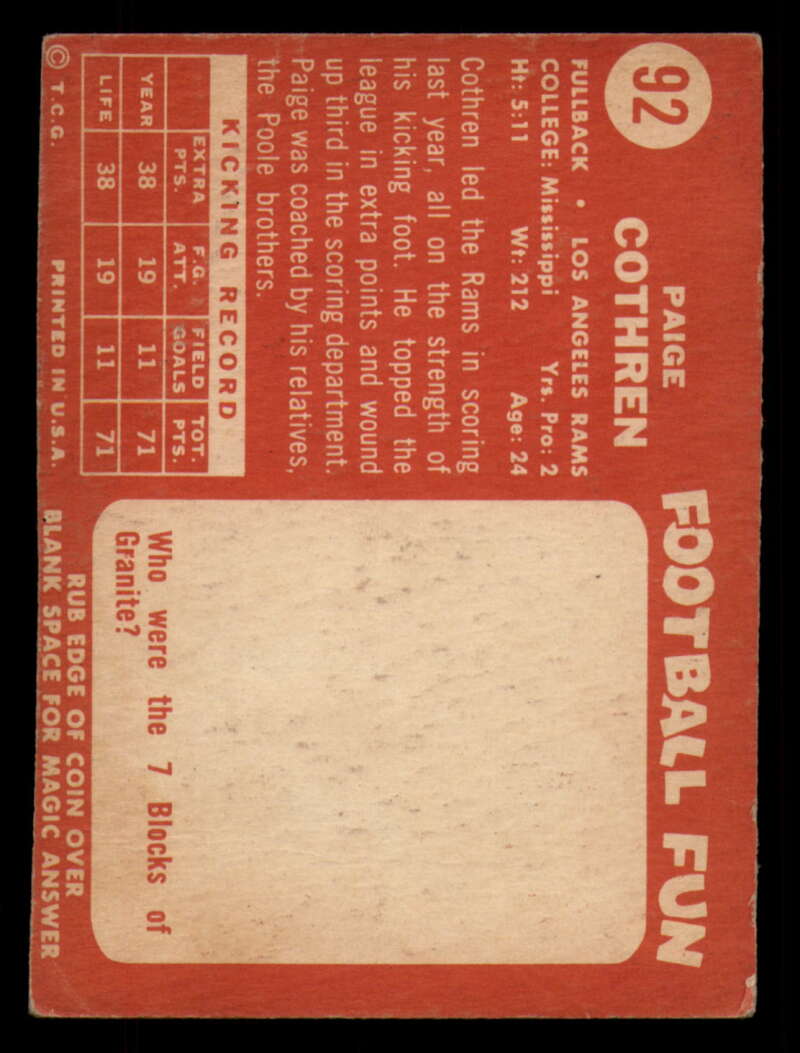 92
PAIGE
COTHREN
FULLBACK • LOS ANGELES RAMS
COLLEGE: Mississippi Yrs. Pro: 2
Ht: 5:11 Wt: 212 Age: 24
Cothren led the Rams in scoring
last year, all on the strength of
his kicking foot. He topped the
league in extra points and wound
up third in the scoring department.
Paige was coached by his relatives,
the Poole brothers.
KICKING RECORD
EXTRA PTS. F.G. ATT. FIELD GOALS TOT. PTS.
YEAR 38 19 11 71
LIFE 38 19 11 71
© T.C.G. PRINTED IN U.S.A.
FOOTBALL FUN
Who were the 7 Blocks of
Granite?
RUB EDGE OF COIN OVER
BLANK SPACE FOR MAGIC ANSWER